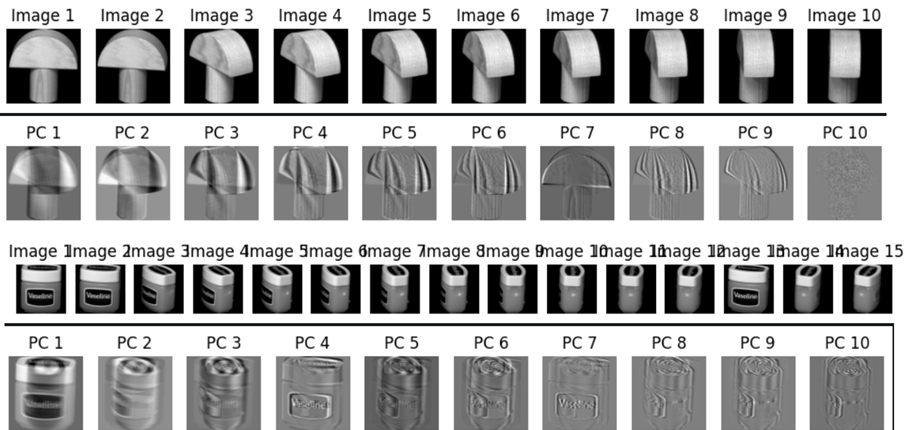 Image 1 Image 2 Image 3 Image 4 Image 5 Image 6 Image 7 Image 8 Image 9 Image 10
PC 1 PC 2 PC 3 PC 4 PC 5 PC 6 PC 7 PC 8 PC 9 PC 10
Image 1 Image 2 Image 3 Image 4 Image 5 Image 6 Image 7 Image 8 Image 9 Image 10 Image 11 Image 12 Image 13 Image 14 Image 15
Vaseline Vaseline Vaseline
PC 1 PC 2 PC 3 PC 4 PC 5 PC 6 PC 7 PC 8 PC 9 PC 10
Vaseline Vaseline Vaseline